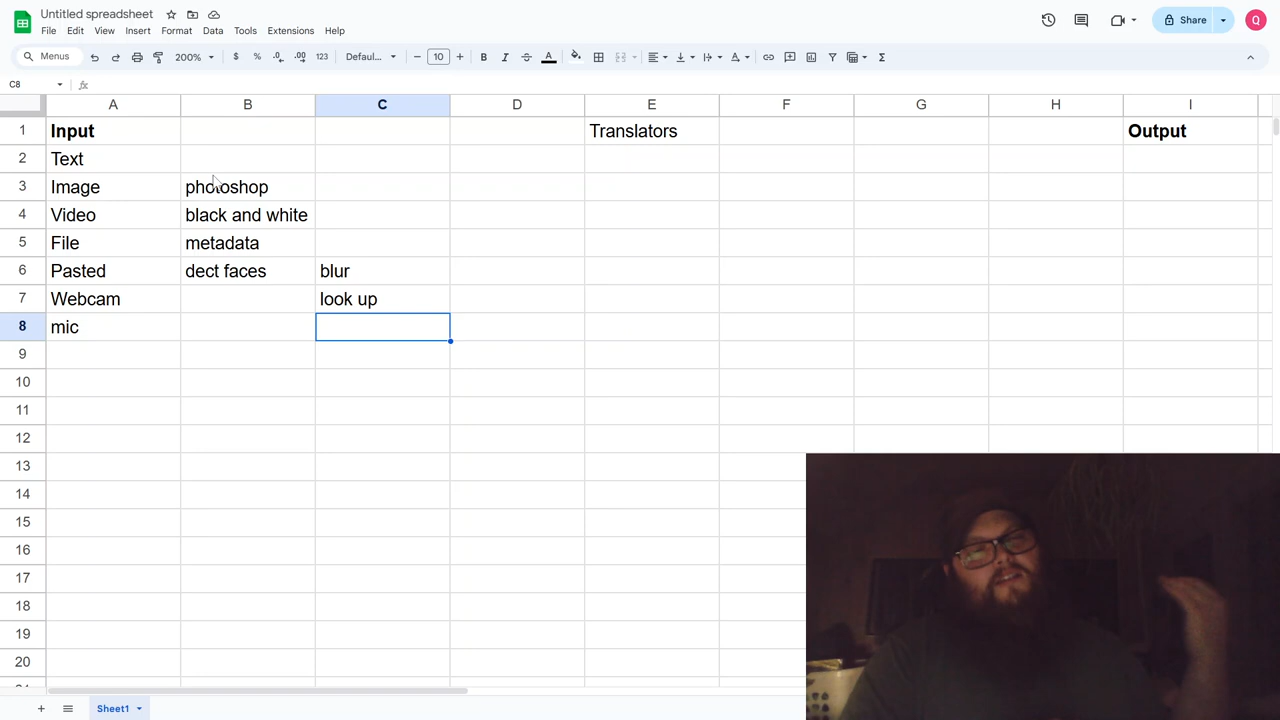 Untitled spreadsheet
File Edit View Insert Format Data Tools Extensions Help
Share
Q
Menus 200% $ % .0 .00 123 Defaul... 10 B I A
C8 fx
A B C D E F G H I
1 Input Translators Output
2 Text
3 Image photoshop
4 Video black and white
5 File metadata
6 Pasted dect faces blur
7 Webcam look up
8 mic
9
10
11
12
13
14
15
16
17
18
19
20
Sheet1